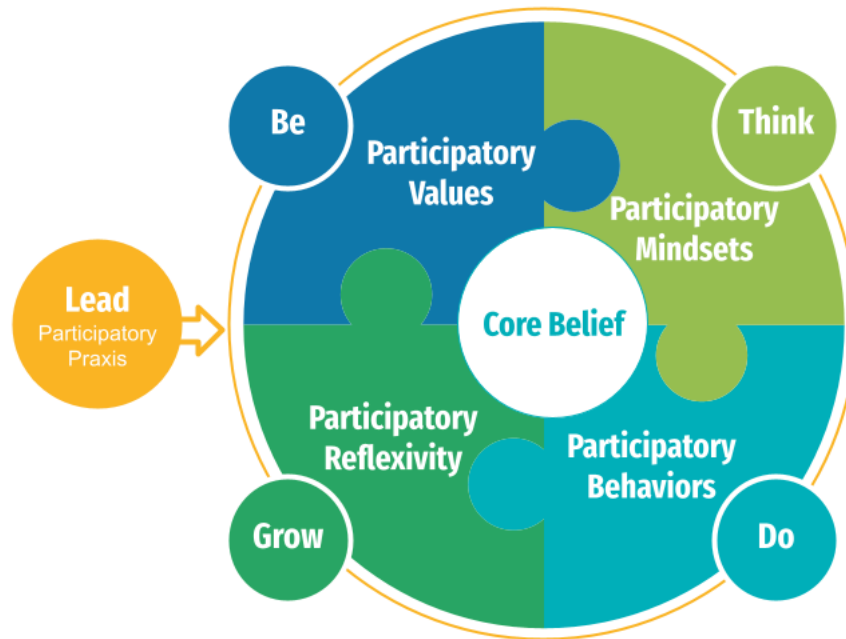 Be
Think
Participatory
Values
Participatory
Mindsets
Lead
Participatory
Praxis
Core Belief
Participatory
Reflexivity
Participatory
Behaviors
Grow
Do